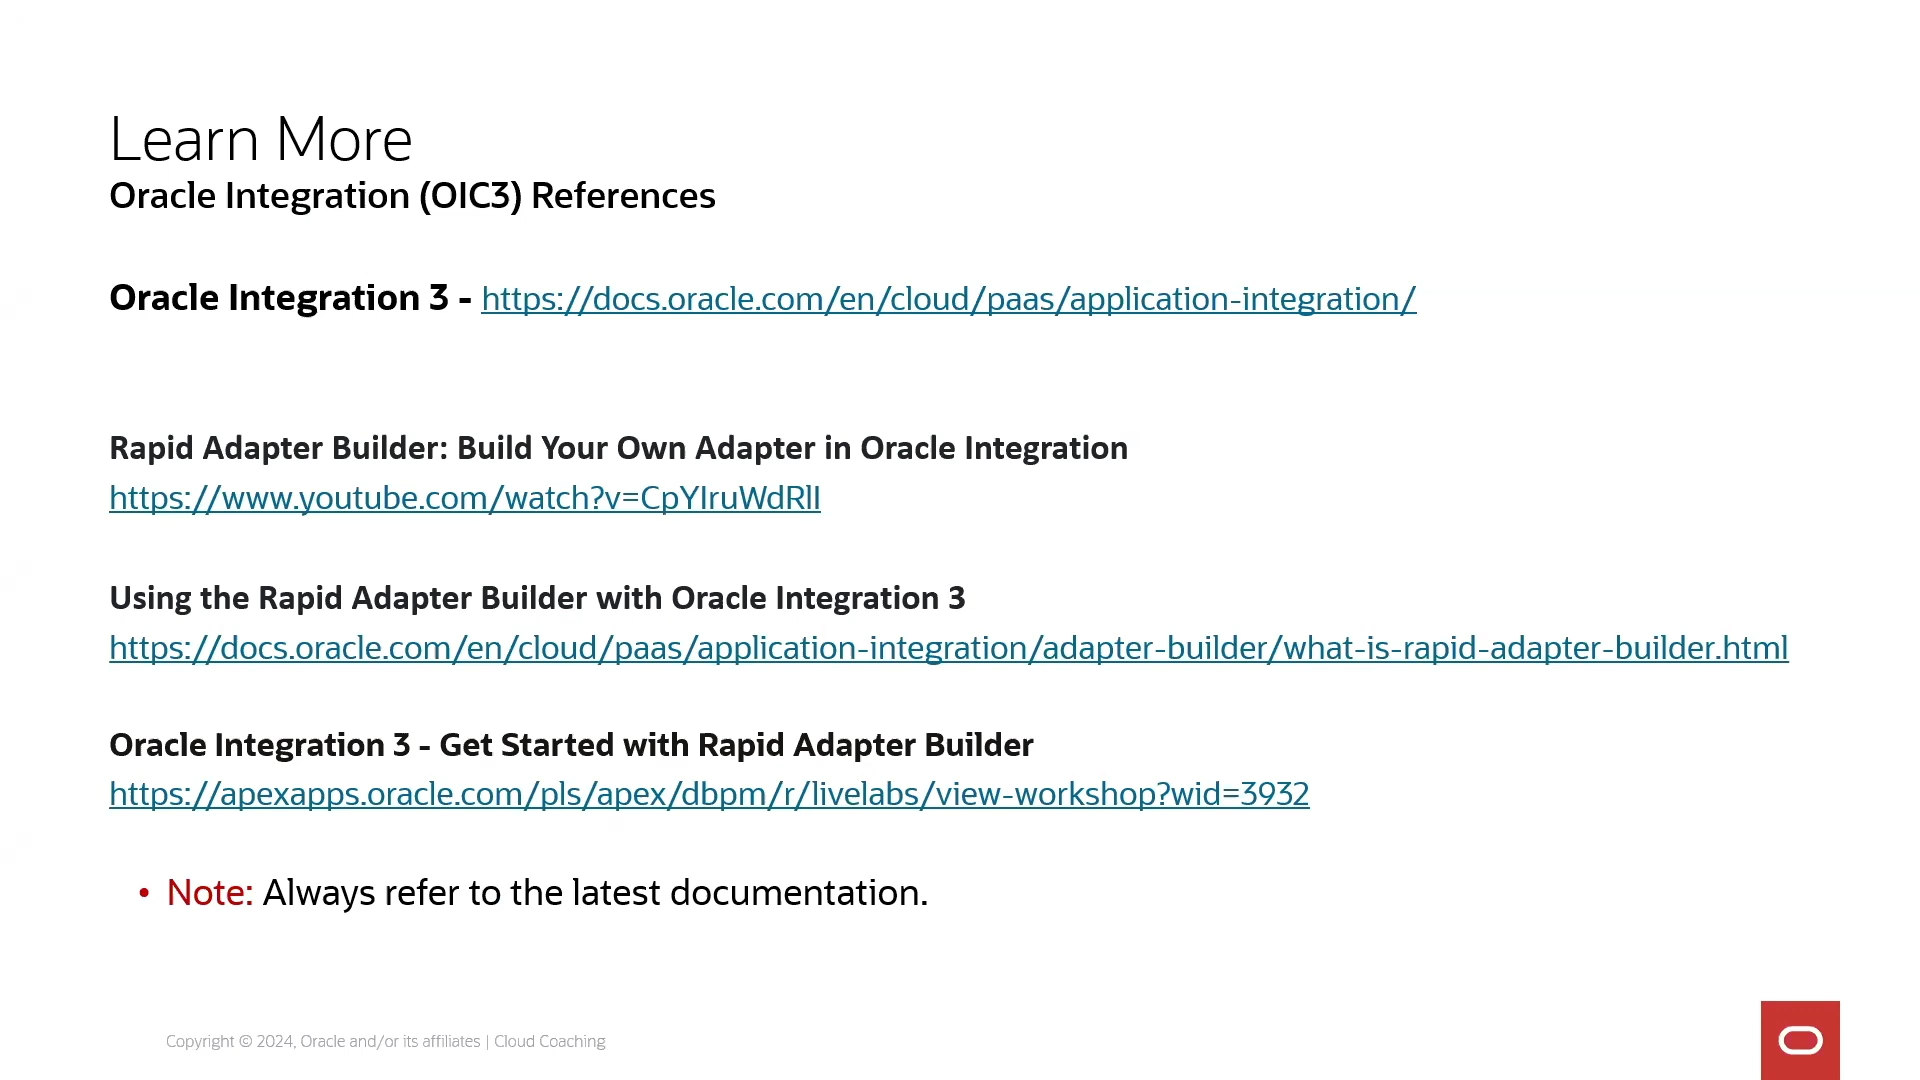 Learn More
Oracle Integration (OIC3) References
Oracle Integration 3 - https://docs.oracle.com/en/cloud/paas/application-integration/
Rapid Adapter Builder: Build Your Own Adapter in Oracle Integration
https://www.youtube.com/watch?v=CpYIruWdRlI
Using the Rapid Adapter Builder with Oracle Integration 3
https://docs.oracle.com/en/cloud/paas/application-integration/adapter-builder/what-is-rapid-adapter-builder.html
Oracle Integration 3 - Get Started with Rapid Adapter Builder
https://apexapps.oracle.com/pls/apex/dbpm/r/livelabs/view-workshop?wid=3932
• Note: Always refer to the latest documentation.
Copyright © 2024, Oracle and/or its affiliates | Cloud Coaching